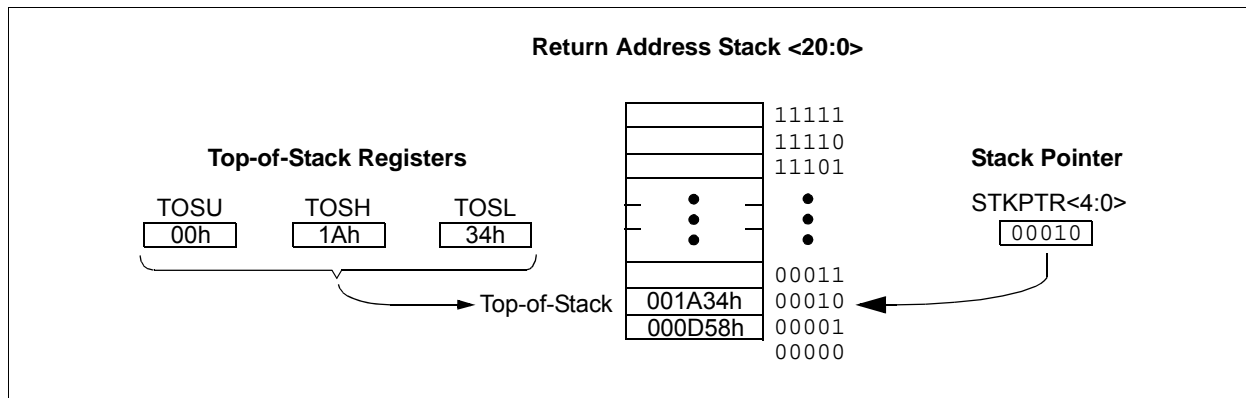 Return Address Stack <20:0>
11111
11110
11101
Top-of-Stack Registers
Stack Pointer
TOSU TOSH TOSL
STKPTR<4:0>
00h 1Ah 34h
00010
00011
Top-of-Stack 001A34h 00010
000D58h 00001
00000